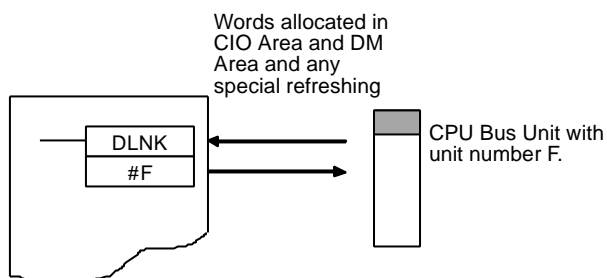 Words allocated in
CIO Area and DM
Area and any
special refreshing
DLNK
#F
CPU Bus Unit with
unit number F.